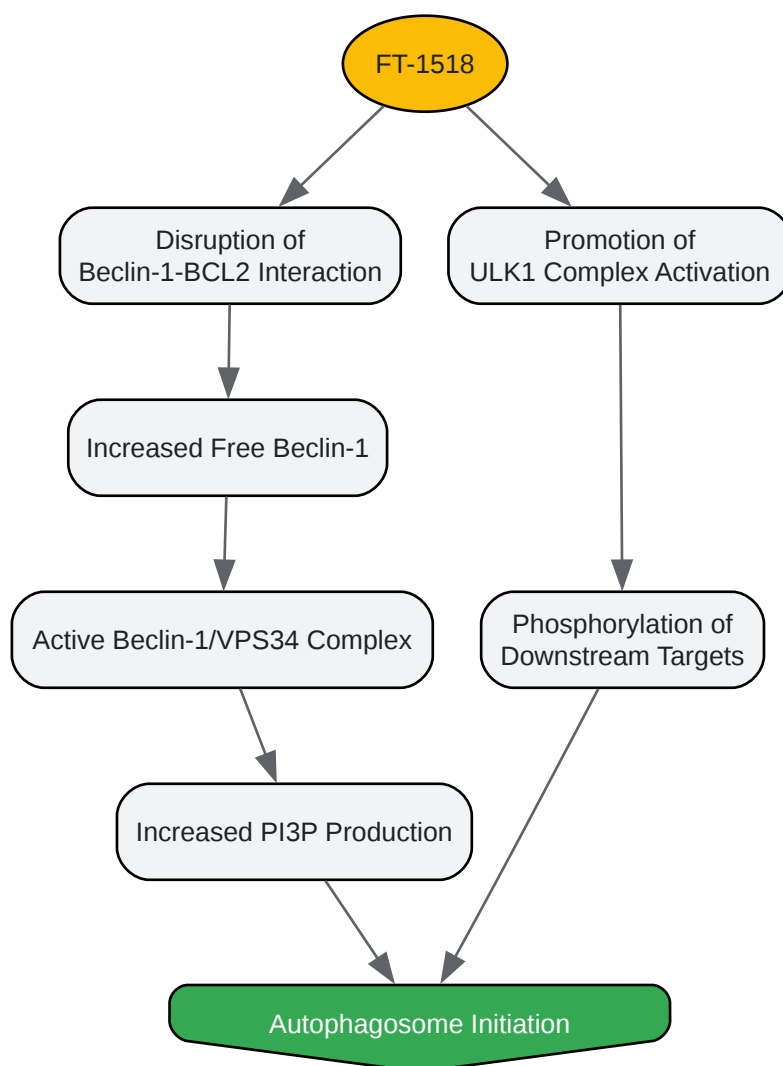 FT-1518
Disruption of
Beclin-1-BCL2 Interaction
Promotion of
ULK1 Complex Activation
Increased Free Beclin-1
Active Beclin-1/VPS34 Complex
Phosphorylation of
Downstream Targets
Increased PI3P Production
Autophagosome Initiation